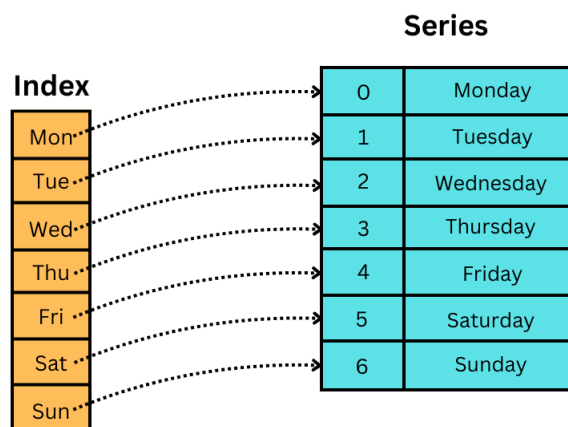 Series
Index
Mon
Tue
Wed
Thu
Fri
Sat
Sun
0 Monday
1 Tuesday
2 Wednesday
3 Thursday
4 Friday
5 Saturday
6 Sunday